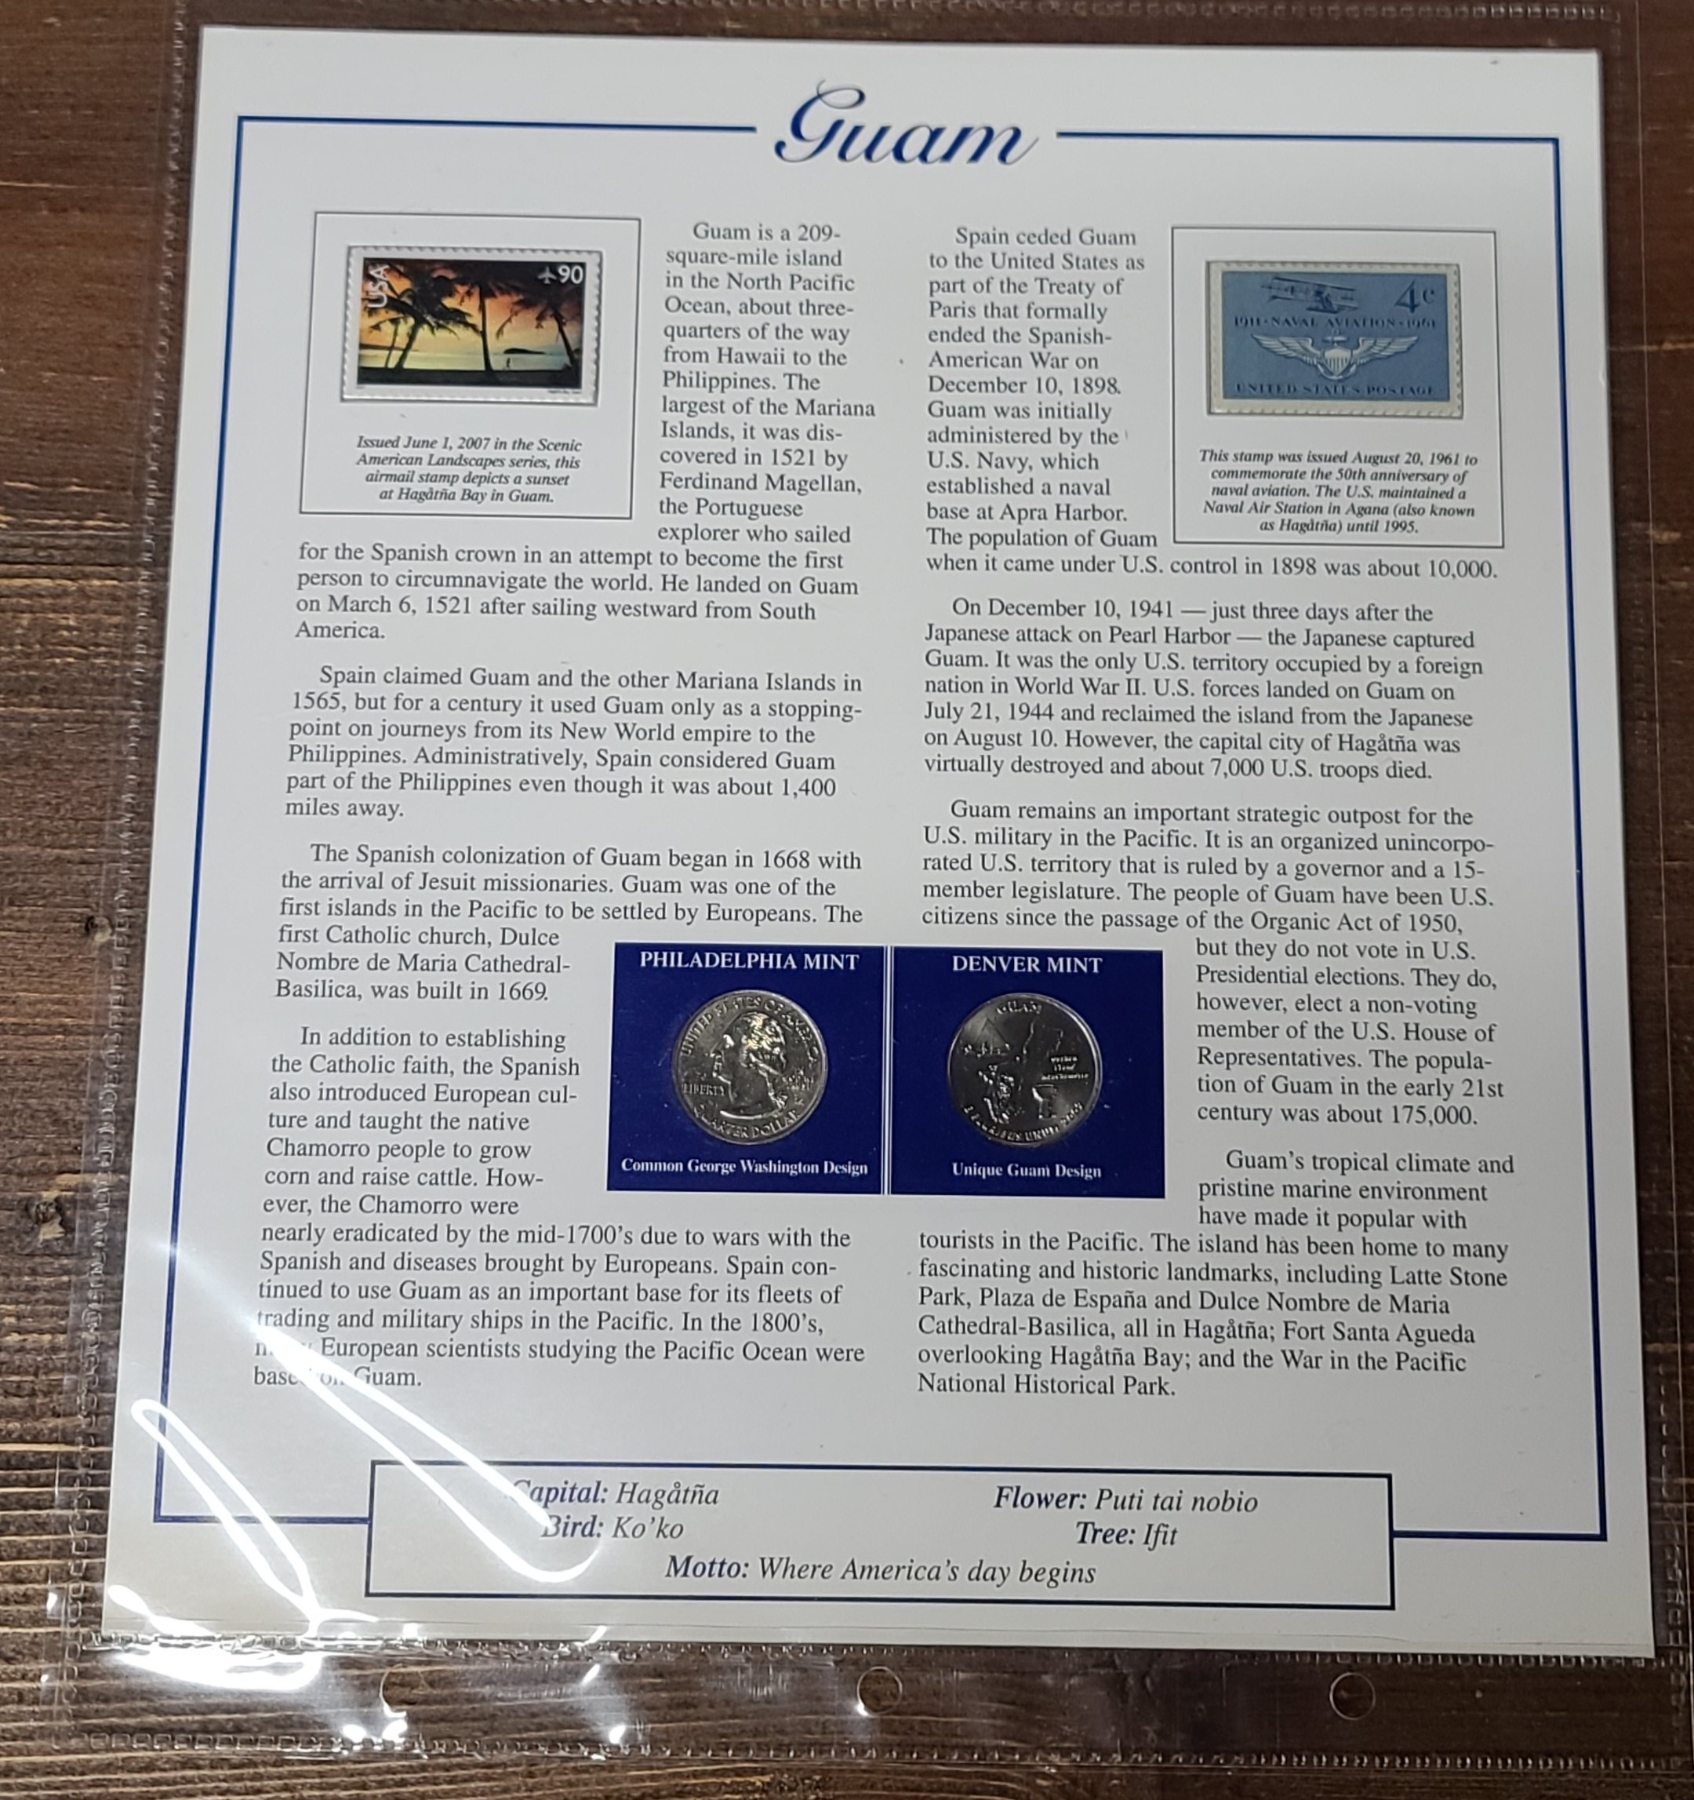 Guam
USA
90
Issued June 1, 2007 in the Scenic
American Landscapes series, this
airmail stamp depicts a sunset
at Hagåtña Bay in Guam.
Guam is a 209-
square-mile island
in the North Pacific
Ocean, about three-
quarters of the way
from Hawaii to the
Philippines. The
largest of the Mariana
Islands, it was dis-
covered in 1521 by
Ferdinand Magellan,
the Portuguese
explorer who sailed
for the Spanish crown in an attempt to become the first
person to circumnavigate the world. He landed on Guam
on March 6, 1521 after sailing westward from South
America.
Spain claimed Guam and the other Mariana Islands in
1565, but for a century it used Guam only as a stopping-
point on journeys from its New World empire to the
Philippines. Administratively, Spain considered Guam
part of the Philippines even though it was about 1,400
miles away.
The Spanish colonization of Guam began in 1668 with
the arrival of Jesuit missionaries. Guam was one of the
first islands in the Pacific to be settled by Europeans. The
first Catholic church, Dulce
Nombre de Maria Cathedral-
Basilica, was built in 1669.
In addition to establishing
the Catholic faith, the Spanish
also introduced European cul-
ture and taught the native
Chamorro people to grow
corn and raise cattle. How-
ever, the Chamorro were
nearly eradicated by the mid-1700's due to wars with the
Spanish and diseases brought by Europeans. Spain con-
tinued to use Guam as an important base for its fleets of
trading and military ships in the Pacific. In the 1800's,
European scientists studying the Pacific Ocean were
based on Guam.
Spain ceded Guam
to the United States as
part of the Treaty of
Paris that formally
ended the Spanish-
American War on
December 10, 1898.
Guam was initially
administered by the
U.S. Navy, which
established a naval
base at Apra Harbor.
The population of Guam
when it came under U.S. control in 1898 was about 10,000.
4c
1911 · NAVAL AVIATION · 1961
UNITED STATES POSTAGE
This stamp was issued August 20, 1961 to
commemorate the 50th anniversary of
naval aviation. The U.S. maintained a
Naval Air Station in Agana (also known
as Hagåtña) until 1995.
On December 10, 1941 — just three days after the
Japanese attack on Pearl Harbor — the Japanese captured
Guam. It was the only U.S. territory occupied by a foreign
nation in World War II. U.S. forces landed on Guam on
July 21, 1944 and reclaimed the island from the Japanese
on August 10. However, the capital city of Hagåtña was
virtually destroyed and about 7,000 U.S. troops died.
Guam remains an important strategic outpost for the
U.S. military in the Pacific. It is an organized unincorpo-
rated U.S. territory that is ruled by a governor and a 15-
member legislature. The people of Guam have been U.S.
citizens since the passage of the Organic Act of 1950,
but they do not vote in U.S.
Presidential elections. They do,
however, elect a non-voting
member of the U.S. House of
Representatives. The popula-
tion of Guam in the early 21st
century was about 175,000.
Guam's tropical climate and
pristine marine environment
have made it popular with
tourists in the Pacific. The island has been home to many
fascinating and historic landmarks, including Latte Stone
Park, Plaza de España and Dulce Nombre de Maria
Cathedral-Basilica, all in Hagåtña; Fort Santa Agueda
overlooking Hagåtña Bay; and the War in the Pacific
National Historical Park.
PHILADELPHIA MINT
UNITED STATES OF AMERICA
LIBERTY
QUARTER DOLLAR
Common George Washington Design
DENVER MINT
GUAM
E PLURIBUS UNUM
Unique Guam Design
Capital: Hagåtña
Bird: Ko'ko
Flower: Puti tai nobio
Tree: Ifit
Motto: Where America's day begins